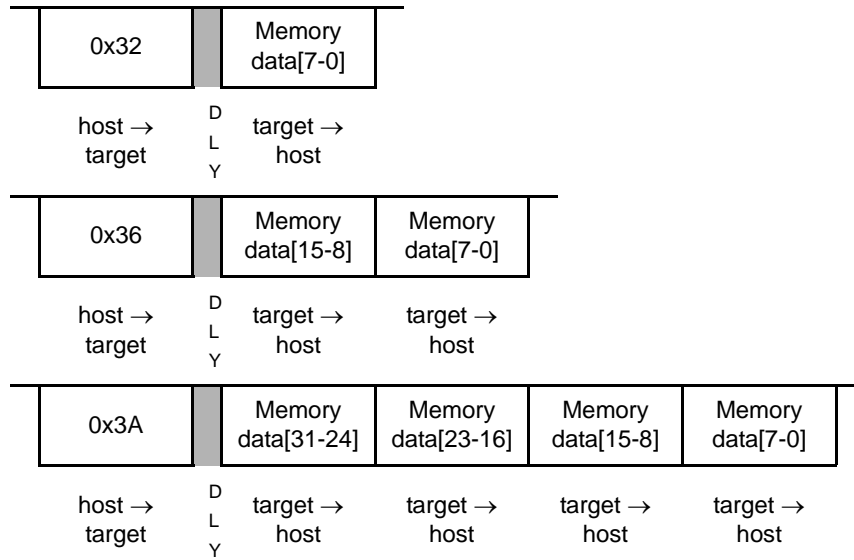 0x32 Memory
data[7-0]
host → target → D
target host L
Y
0x36 Memory Memory
data[15-8] data[7-0]
host → target → target → D
target host host L
Y
0x3A Memory Memory Memory Memory
data[31-24] data[23-16] data[15-8] data[7-0]
host → target → target → target → target → D
target host host host host L
Y